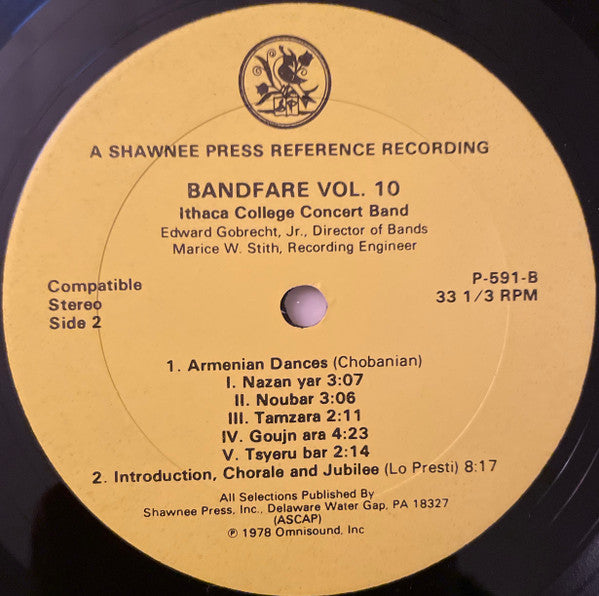 A SHAWNEE PRESS REFERENCE RECORDING
BANDFARE VOL. 10
Ithaca College Concert Band
Edward Gobrecht, Jr., Director of Bands
Marice W. Stith, Recording Engineer
Compatible
Stereo
Side 2
P-591-B
33 1/3 RPM
1. Armenian Dances (Chobanian)
I. Nazan yar 3:07
II. Noubar 3:06
III. Tamzara 2:11
IV. Goujn ara 4:23
V. Tsyeru bar 2:14
2. Introduction, Chorale and Jubilee (Lo Presti) 8:17
All Selections Published By
Shawnee Press, Inc., Delaware Water Gap, PA 18327
(ASCAP)
℗ 1978 Omnisound, Inc